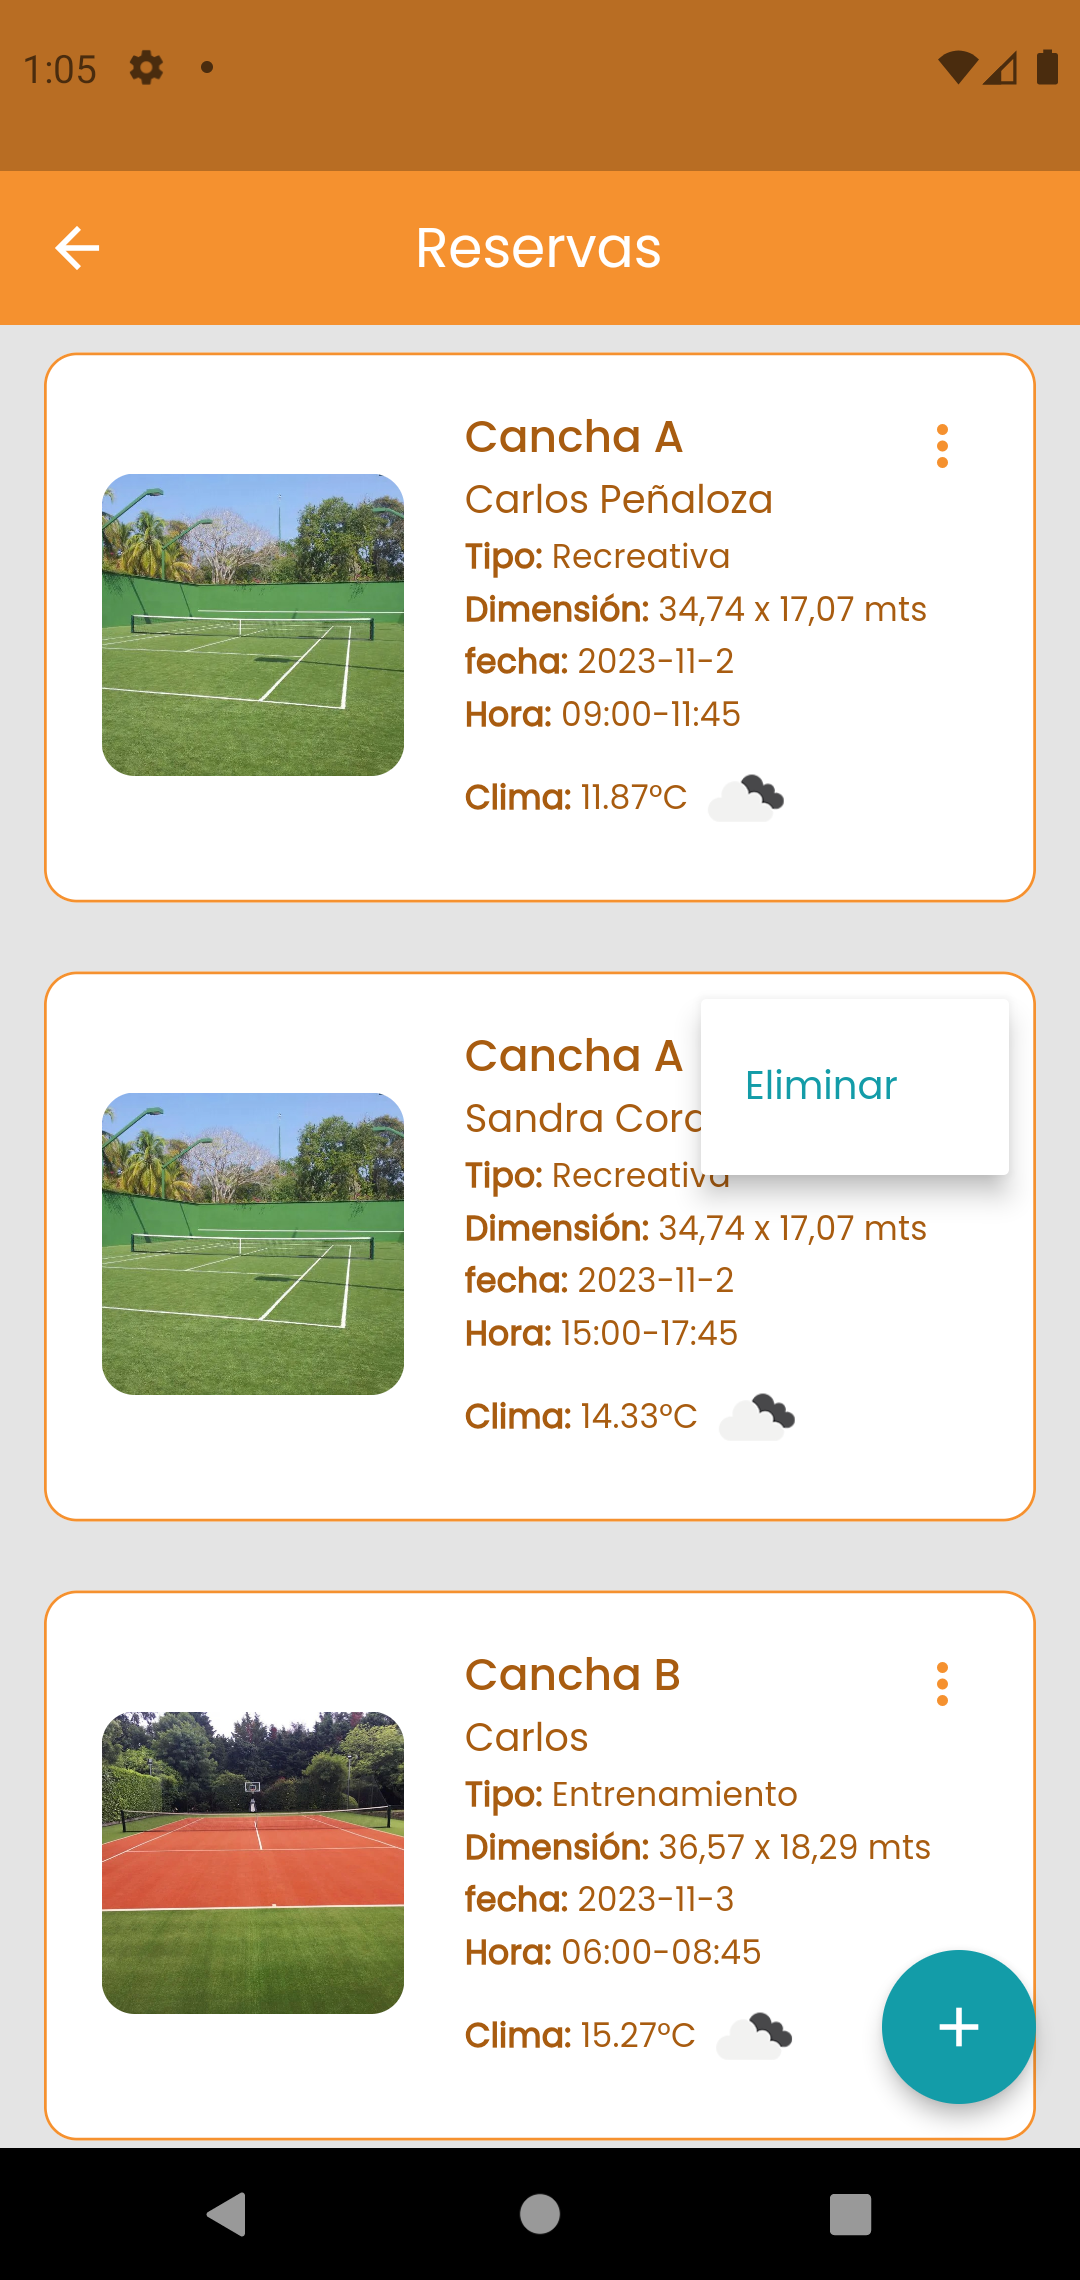 1:05
Reservas
Cancha A
Carlos Peñaloza
Tipo: Recreativa
Dimensión: 34,74 x 17,07 mts
fecha: 2023-11-2
Hora: 09:00-11:45
Clima: 11.87°C
Cancha A
Eliminar
Sandra
Tipo: Recreativa
Dimensión: 34,74 x 17,07 mts
fecha: 2023-11-2
Hora: 15:00-17:45
Clima: 14.33°C
Cancha B
Carlos
Tipo: Entrenamiento
Dimensión: 36,57 x 18,29 mts
fecha: 2023-11-3
Hora: 06:00-08:45
Clima: 15.27°C